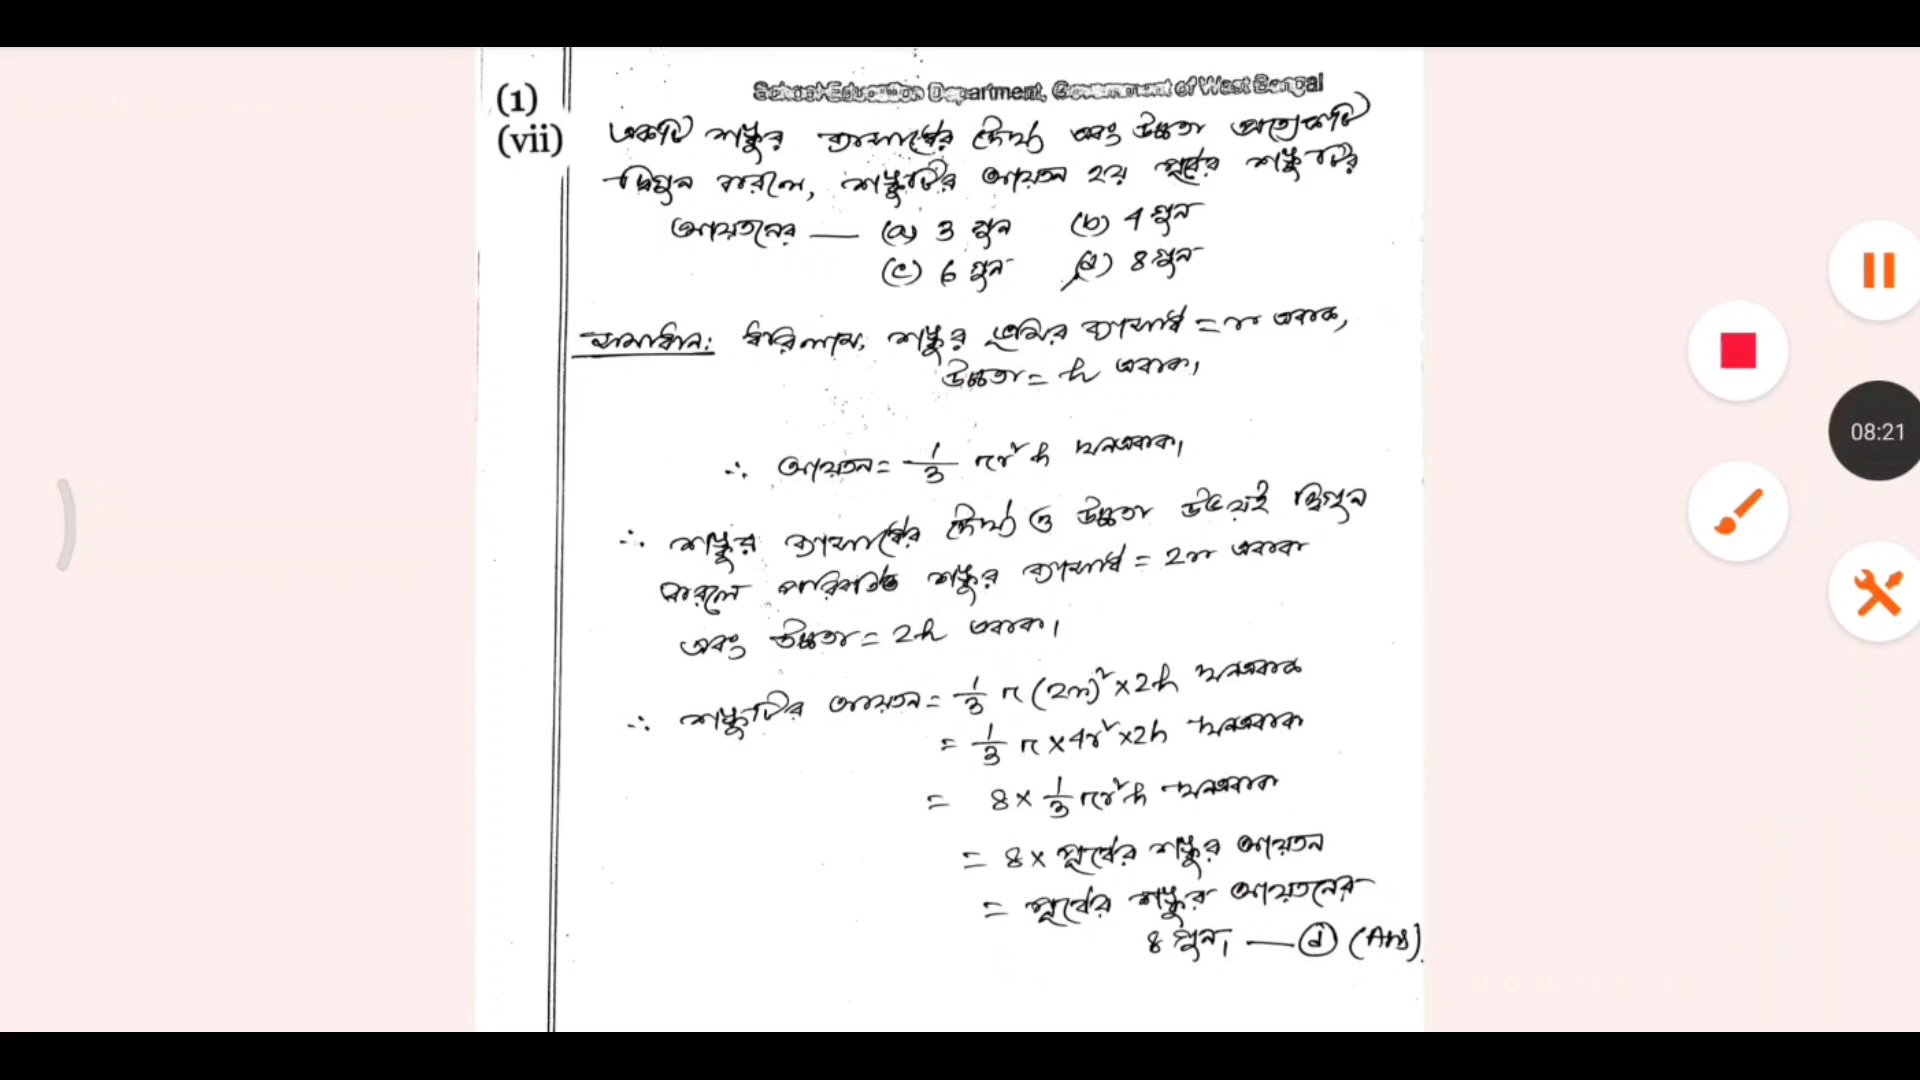 School Education Department, Government of West Bengal
(1)
(vii) একটি শঙ্কুর ব্যাসার্ধের দৈর্ঘ্য এবং উচ্চতা প্রত্যেকটি
দ্বিগুন করলে, শঙ্কুটির আয়তন হয় পূর্বের শঙ্কুটির
আয়তনের — (a) 3 গুন (b) 4 গুন
(c) 6 গুন (d) 8 গুন
সমাধান: ধরিলাম, শঙ্কুর ভূমির ব্যাসার্ধ = r একক,
উচ্চতা = h একক।
∴ আয়তন = 1/3 πr²h ঘনএকক।
∴ শঙ্কুর ব্যাসার্ধের দৈর্ঘ্য ও উচ্চতা উভয়ই দ্বিগুন
করলে পরিবর্তিত শঙ্কুর ব্যাসার্ধ = 2r একক
এবং উচ্চতা = 2h একক।
∴ শঙ্কুটির আয়তন = 1/3 π(2r)² × 2h ঘনএকক
= 1/3 π × 4r² × 2h ঘনএকক
= 8 × 1/3 πr²h ঘনএকক
= 8 × পূর্বের শঙ্কুর আয়তন
= পূর্বের শঙ্কুর আয়তনের
8 গুন। — (d) (Ans)
08:21